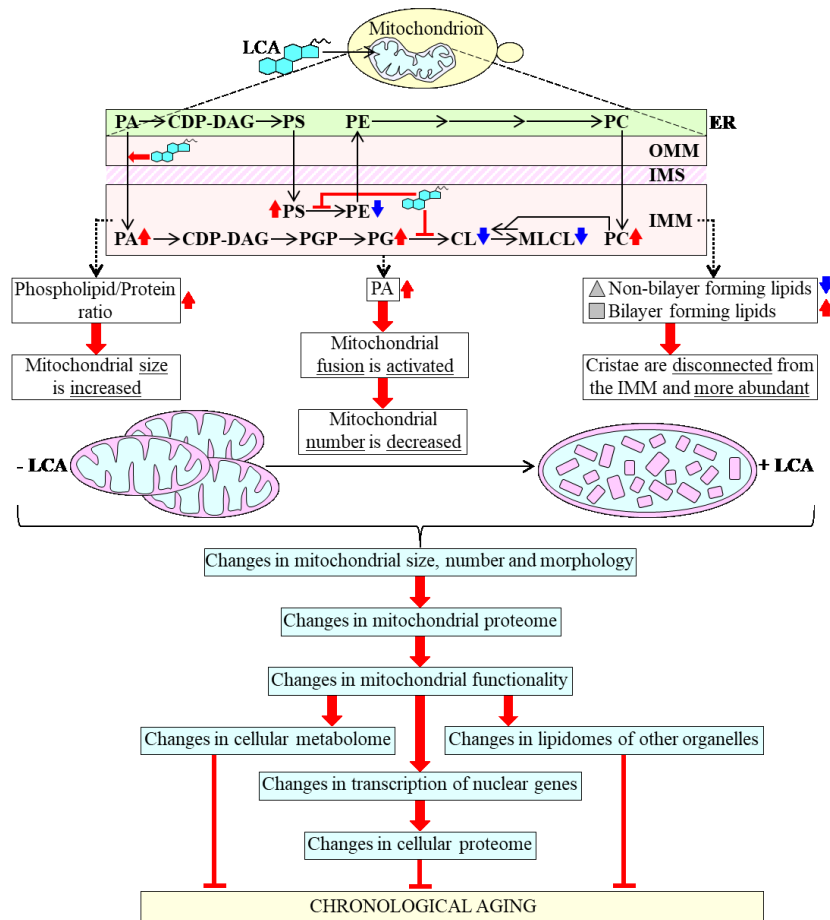 Mitochondrion
LCA
PA CDP-DAG PS PE PC ER
OMM
IMS
PS PE IMM
PA CDP-DAG PGP PG CL MLCL PC
Phospholipid/Protein
ratio
PA
Non-bilayer forming lipids
Bilayer forming lipids
Mitochondrial size
is increased
Mitochondrial
fusion is activated
Cristae are disconnected from
the IMM and more abundant
Mitochondrial
number is decreased
- LCA + LCA
Changes in mitochondrial size, number and morphology
Changes in mitochondrial proteome
Changes in mitochondrial functionality
Changes in cellular metabolome
Changes in lipidomes of other organelles
Changes in transcription of nuclear genes
Changes in cellular proteome
CHRONOLOGICAL AGING